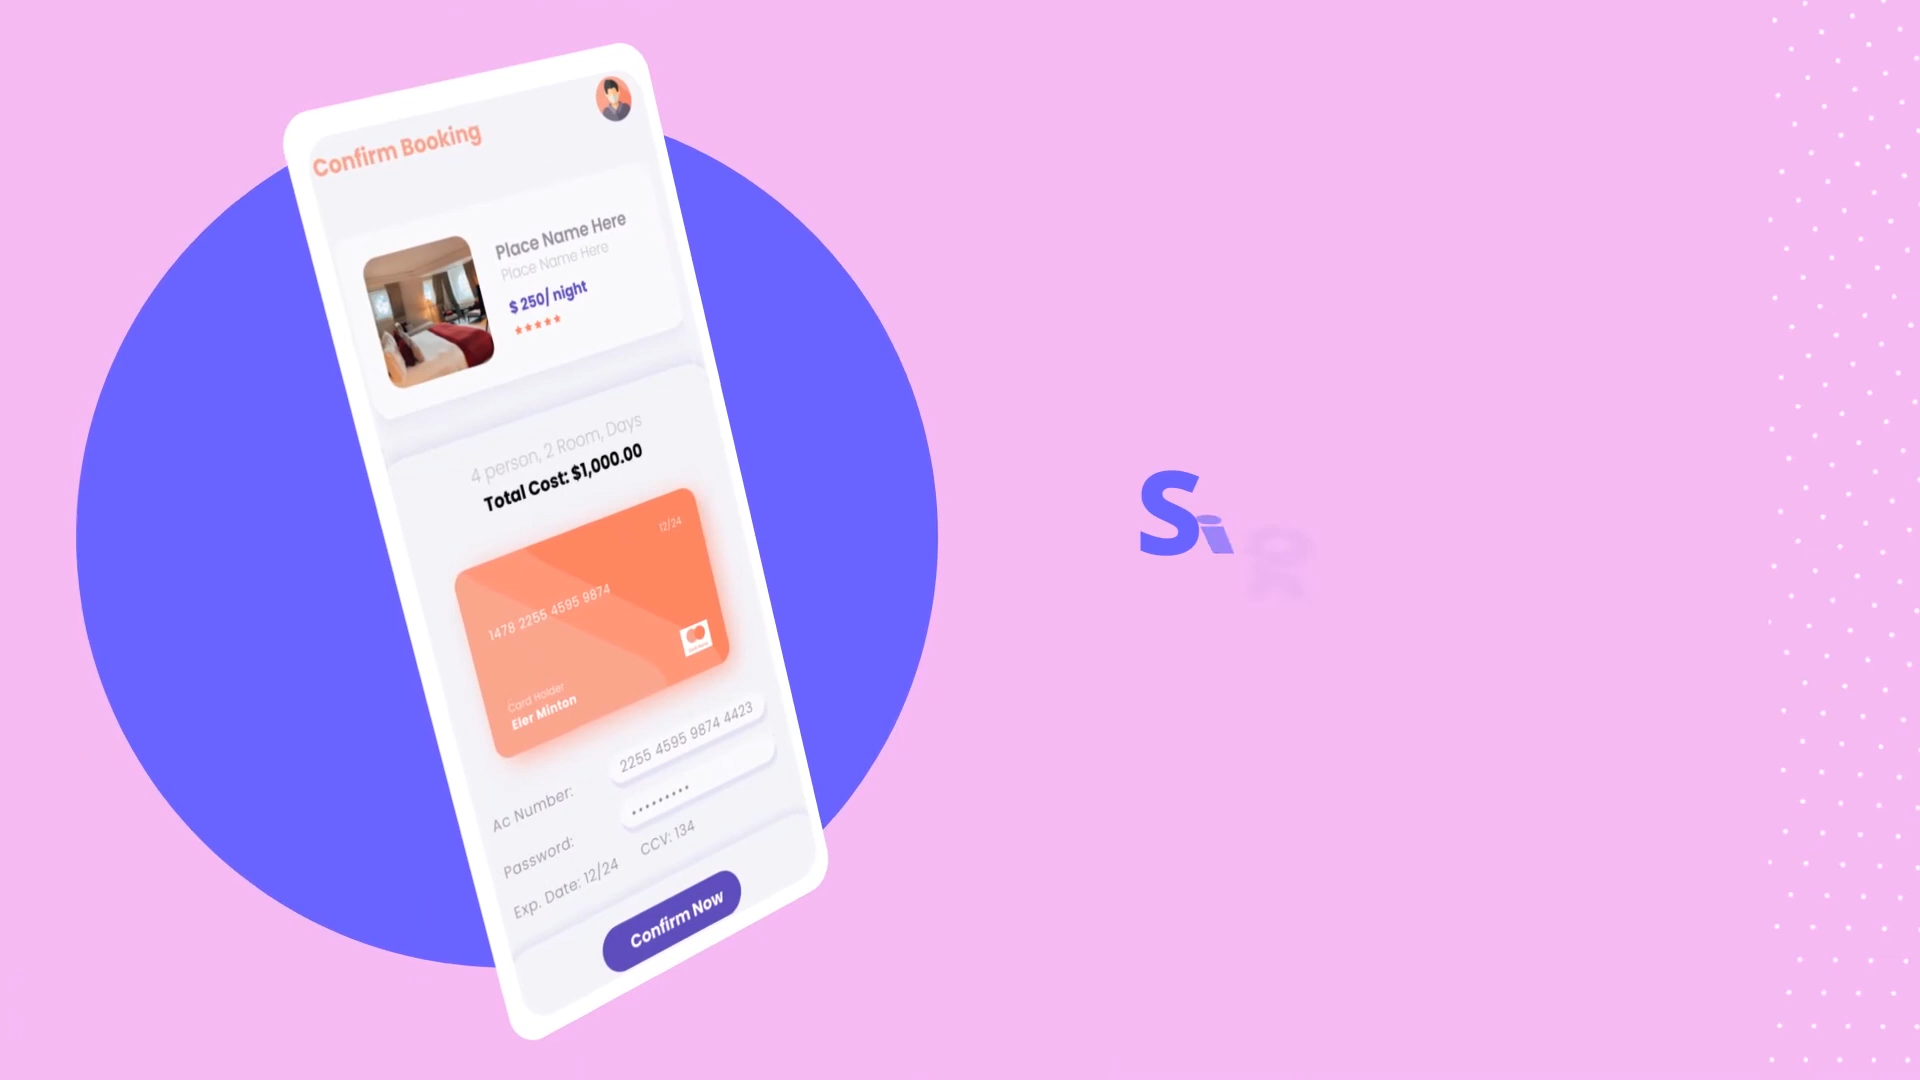 Confirm Booking
Place Name Here
Place Name Here
$ 250/ night
4 person, 2 Room, Days
Total Cost: $1,000.00
12/24
1478 2255 4595 9874
Card Holder
Eler Minton
Ac Number:
2255 4595 9874 4423
Password:
•••••••••
Exp. Date: 12/24
CCV: 134
Confirm Now
Si